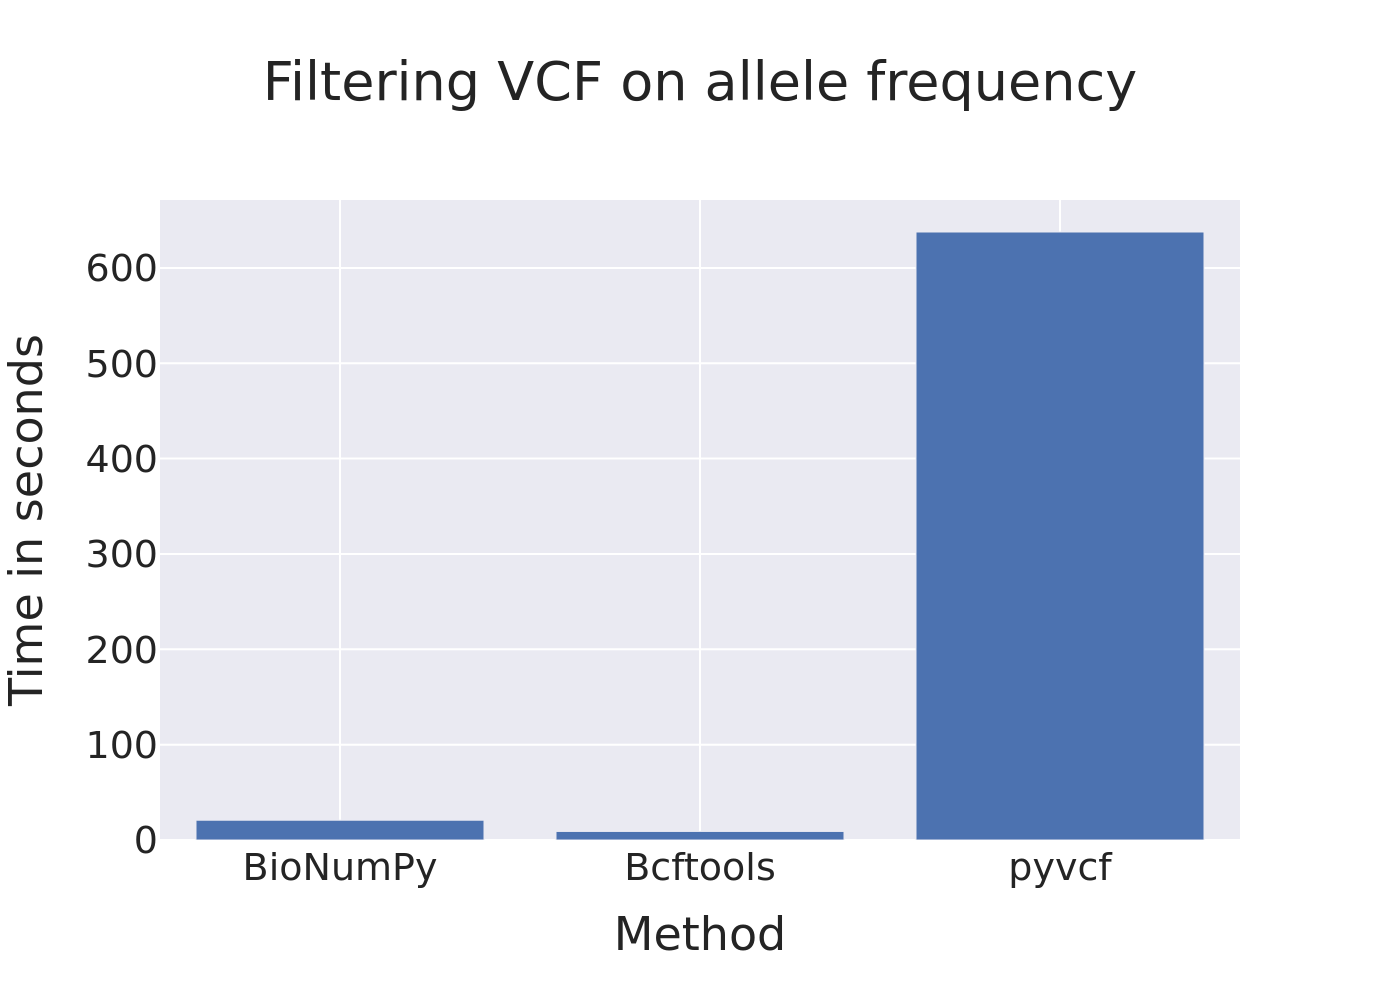 Filtering VCF on allele frequency
Time in seconds
600
500
400
300
200
100
0
BioNumPy
Bcftools
pyvcf
Method